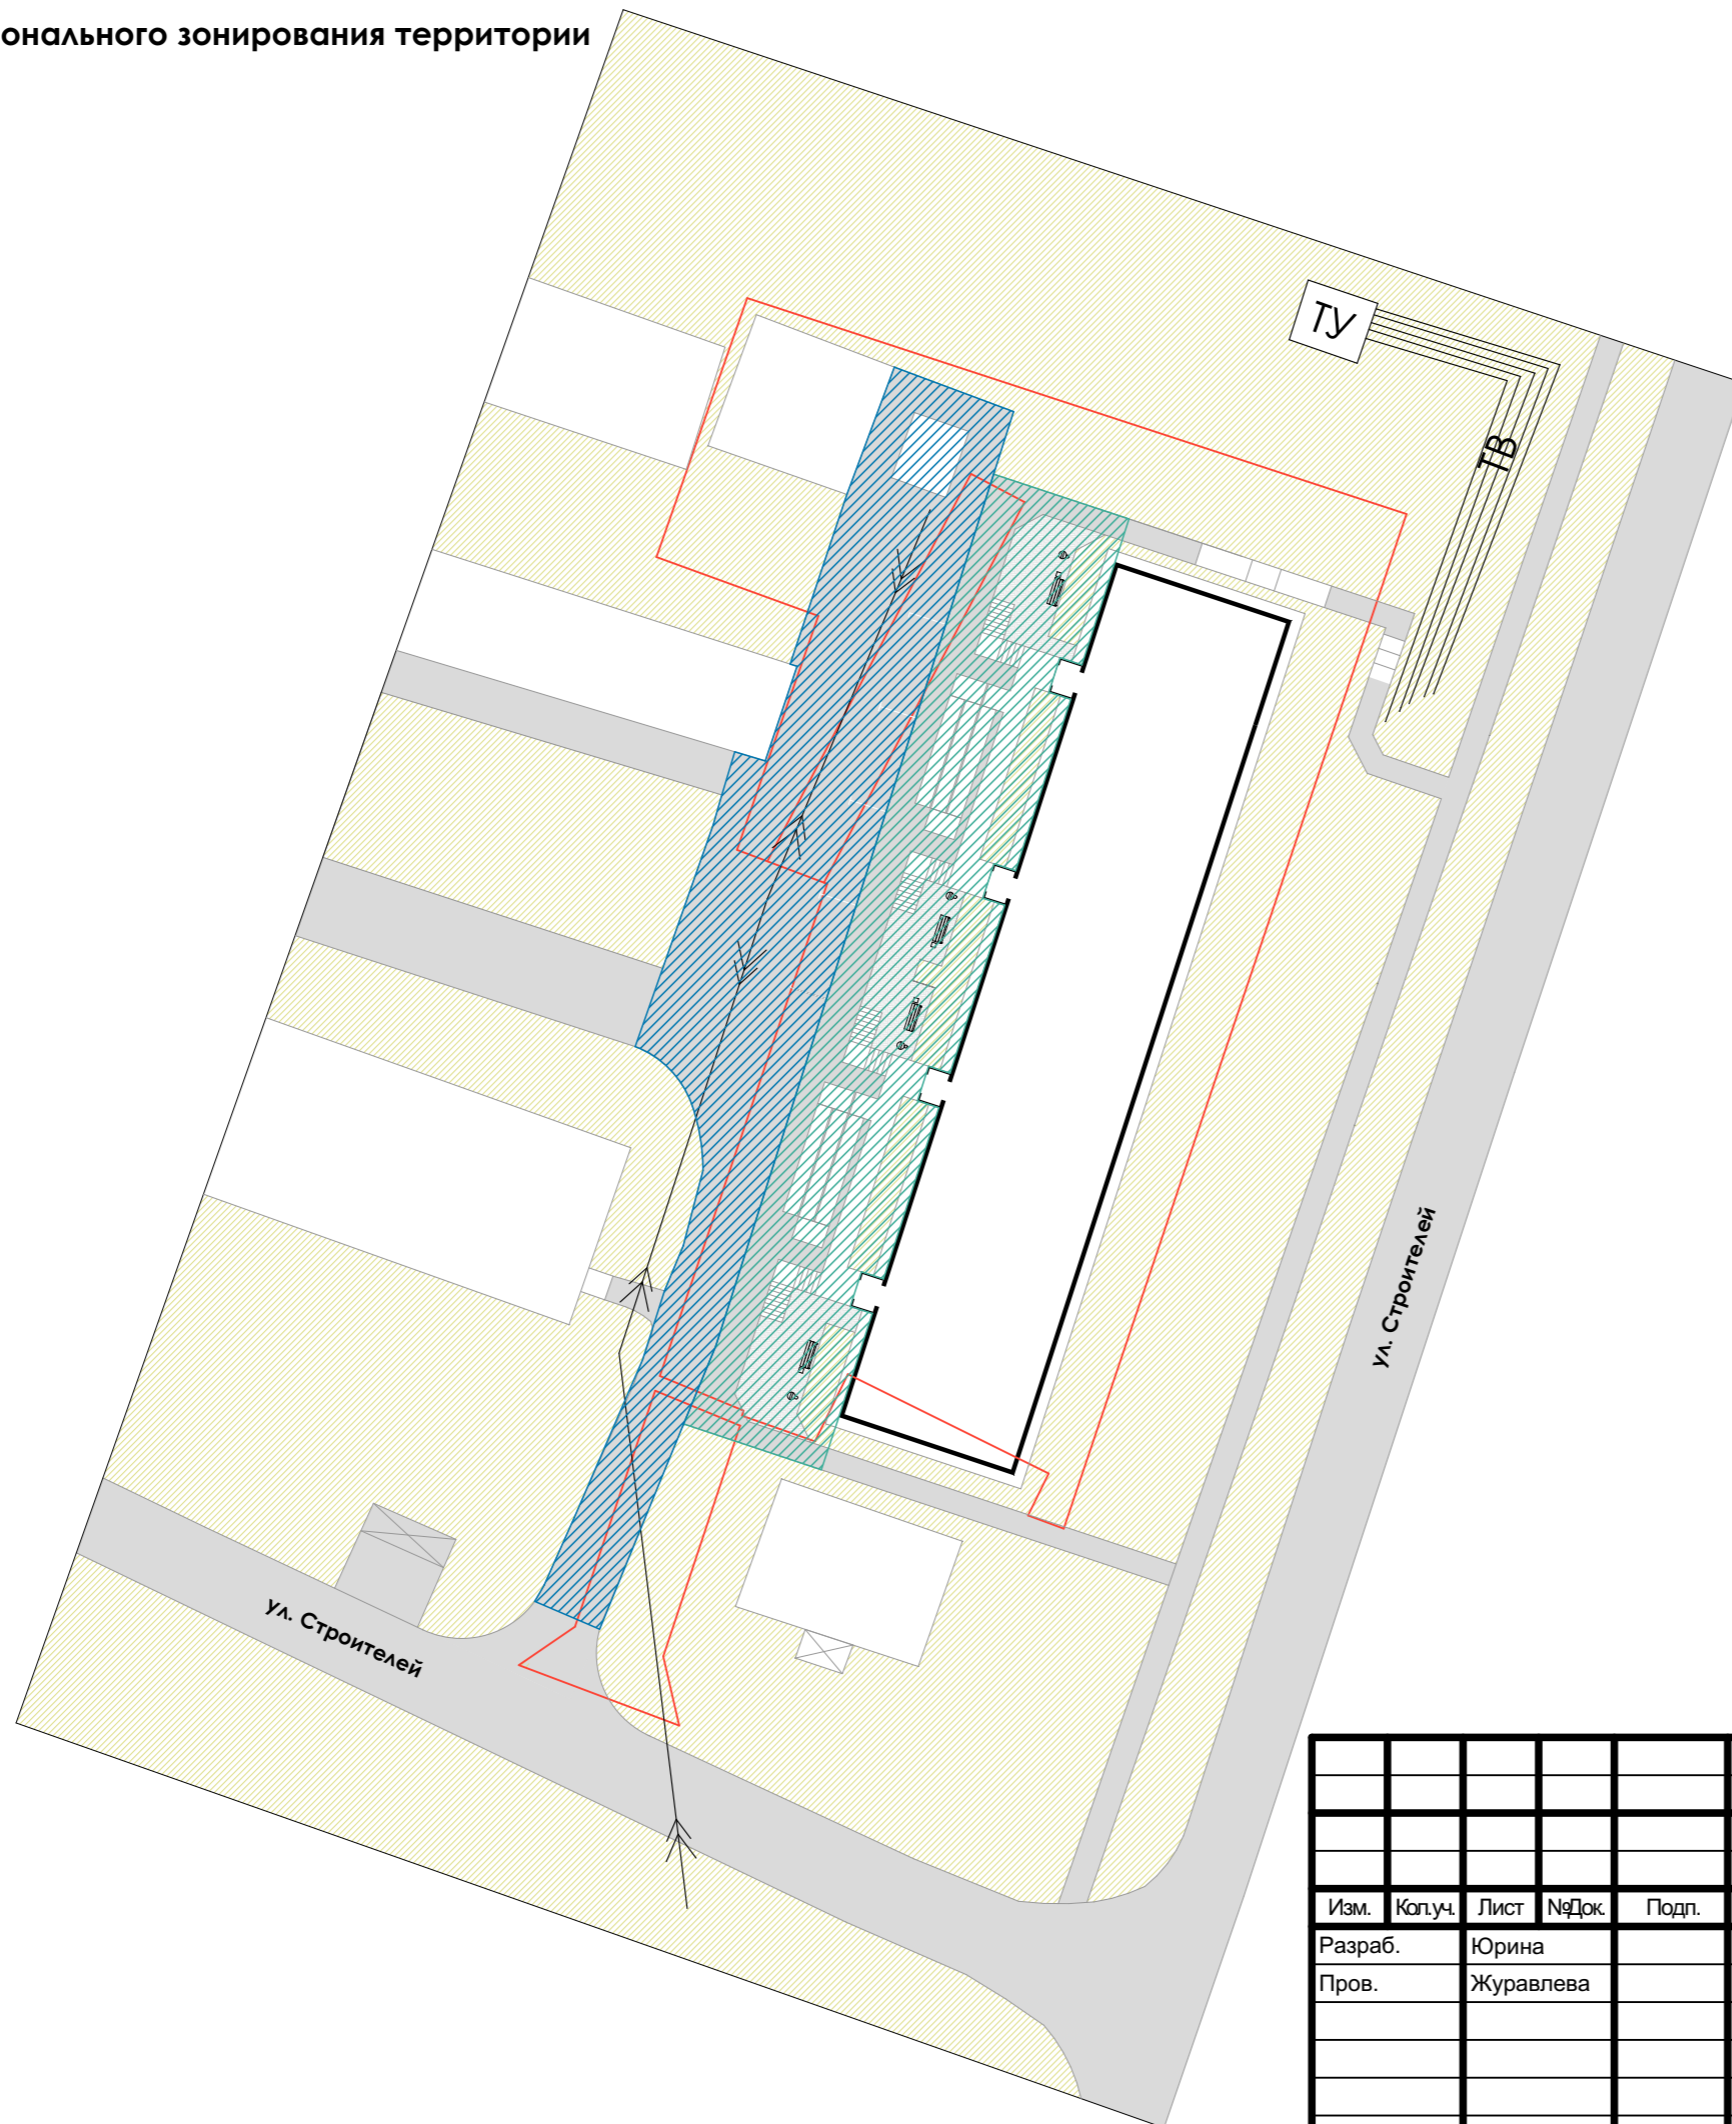 онального зонирования территории
ТУ
ТВ
ул. Строителей
ул. Строителей
Изм. Кол.уч. Лист №Док. Подп.
Разраб. Юрина
Пров. Журавлева